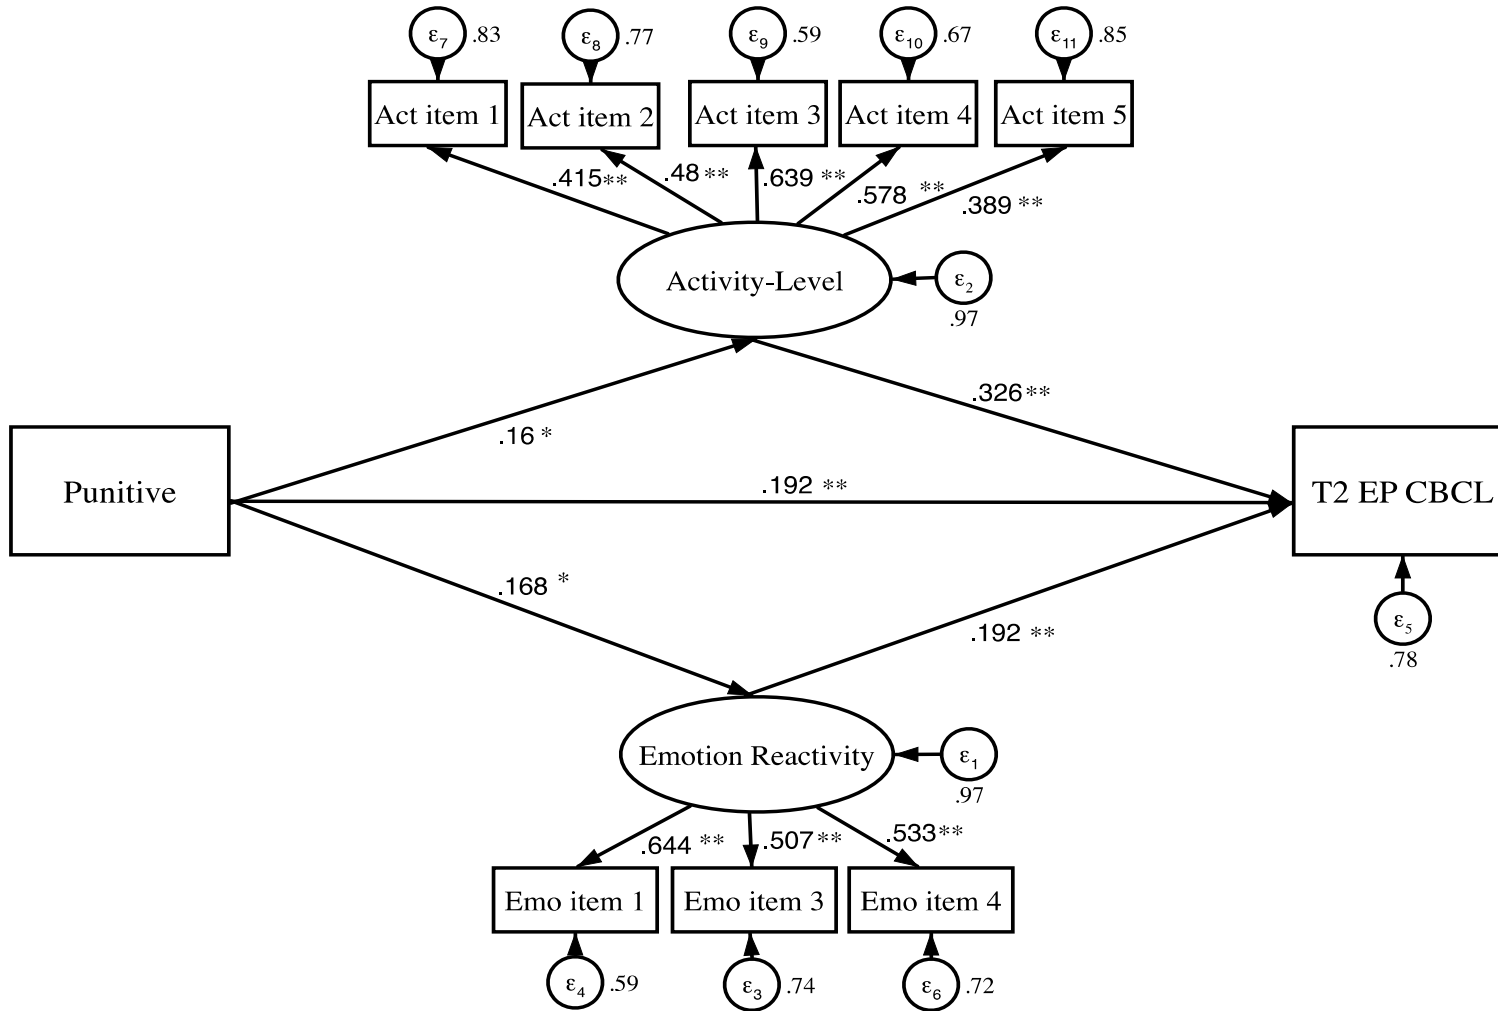 ε7 .83 ε8 .77 ε9 .59 ε10 .67 ε11 .85
Act item 1 Act item 2 Act item 3 Act item 4 Act item 5
.415** .48 ** .639 ** .578 ** .389 **
Activity-Level
ε2
.97
.16 *
.326**
Punitive
.192 **
T2 EP CBCL
.168 *
.192 **
ε5
.78
Emotion Reactivity
ε1
.97
.644 ** .507** .533**
Emo item 1 Emo item 3 Emo item 4
ε4 .59 ε3 .74 ε6 .72